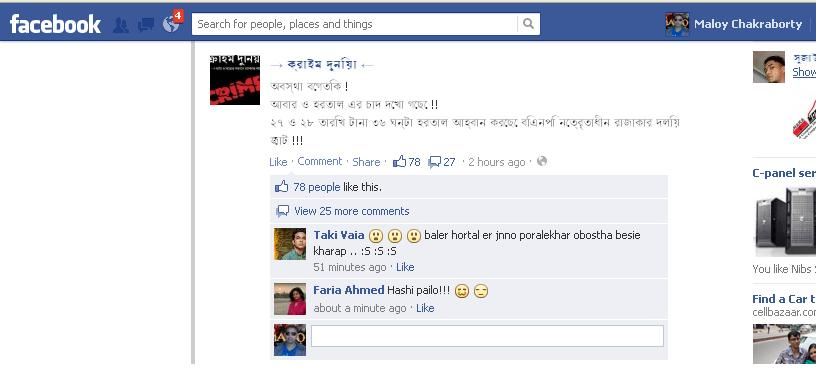 facebook
4
Search for people, places and things
Maloy Chakraborty
ক্রাইম দুনিয়া
CRIME
→ ক্রাইম দুনিয়া ←
অবস্থা বেগতিক !
আবার ও হরতাল এর চাদ দেখা গেছে !!
২৭ ও ২৮ তারিখ টানা ৩৬ ঘন্টা হরতাল আহবান করছে বিএনপি নেতৃত্বাধীন রাজাকার দলীয়
জোট !!!
Like · Comment · Share · 78 27 · 2 hours ago ·
78 people like this.
View 25 more comments
Taki Vaia baler hortal er jnno poralekhar obostha besie
kharap .. :S :S :S
51 minutes ago · Like
Faria Ahmed Hashi pailo!!!
about a minute ago · Like
Show
C-panel ser
You like Nibs S
Find a Car t
cellbazaar.com